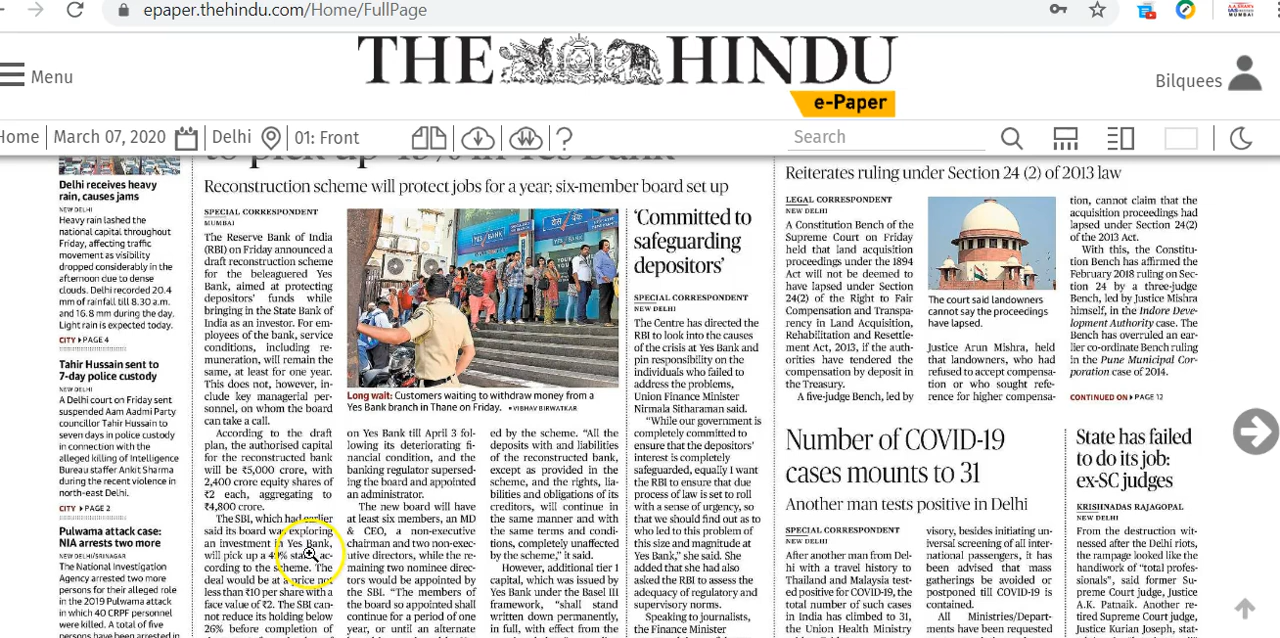 epaper.thehindu.com/Home/FullPage
Menu
THE HINDU
e-Paper
Bilquees
Home
March 07, 2020
Delhi
01: Front
?
Search
Delhi receives heavy
rain, causes jams
NEW DELHI
Heavy rain lashed the
national capital throughout
Friday, affecting traffic
movement as visibility
dropped considerably in the
afternoon due to dense
clouds. Delhi recorded 20.4
mm of rainfall till 8.30 a.m.
and 16.8 mm during the day.
Light rain is expected today.
CITY PAGE 4
Tahir Hussain sent to
7-day police custody
NEW DELHI
A Delhi court on Friday sent
suspended Aam Aadmi Party
councillor Tahir Hussain to
seven days in police custody
in connection with the
alleged killing of Intelligence
Bureau staffer Ankit Sharma
during the recent violence in
north-east Delhi.
CITY PAGE 2
Pulwama attack case:
NIA arrests two more
NEW DELHI/SRINAGAR
The National Investigation
Agency arrested two more
persons for their alleged role
in the 2019 Pulwama attack
in which 40 CRPF personnel
were killed. A total of five
persons have been arrested in
to pick up 49% in Yes Bank
Reconstruction scheme will protect jobs for a year; six-member board set up
SPECIAL CORRESPONDENT
MUMBAI
The Reserve Bank of India
(RBI) on Friday announced a
draft reconstruction scheme
for the beleaguered Yes
Bank, aimed at protecting
depositors' funds while
bringing in the State Bank of
India as an investor. For em-
ployees of the bank, service
conditions, including re-
muneration, will remain the
same, at least for one year.
This does not, however, in-
clude key managerial per-
sonnel, on whom the board
can take a call.
According to the draft
plan, the authorised capital
for the reconstructed bank
will be ₹5,000 crore, with
2,400 crore equity shares of
₹2 each, aggregating to
₹4,800 crore.
The SBI, which had earlier
said its board was exploring
an investment in Yes Bank,
will pick up a 49% stake, ac-
cording to the scheme. The
deal would be at a price not
less than ₹10 per share with a
face value of ₹2. The SBI can-
not reduce its holding below
26% before completion of
YES BANK
Long wait: Customers waiting to withdraw money from a
Yes Bank branch in Thane on Friday. • VIBHAV BIRWATKAR
on Yes Bank till April 3 fol-
lowing its deteriorating fi-
nancial condition, and the
banking regulator supersed-
ing the board and appointed
an administrator.
The new board will have
at least six members, an MD
& CEO, a non-executive
chairman and two non-exec-
utive directors, while the re-
maining two nominee direc-
tors would be appointed by
the SBI. “The members of
the board so appointed shall
continue for a period of one
year, or until an alternate
ed by the scheme. “All the
deposits with and liabilities
of the reconstructed bank,
except as provided in the
scheme, and the rights, lia-
bilities and obligations of its
creditors, will continue in
the same manner and with
the same terms and condi-
tions, completely unaffected
by the scheme,” it said.
However, additional tier 1
capital, which was issued by
Yes Bank under the Basel III
framework, “shall stand
written down permanently,
in full, with effect from the
‘Committed to
safeguarding
depositors’
SPECIAL CORRESPONDENT
NEW DELHI
The Centre has directed the
RBI to look into the causes
of the crisis at Yes Bank and
pin responsibility on the
individuals who failed to
address the problems,
Union Finance Minister
Nirmala Sitharaman said.
“While our government is
completely committed to
ensure that the depositors’
interest is completely
safeguarded, equally I want
the RBI to ensure that due
process of law is set to roll
with a sense of urgency, so
that we should find out as to
who led to this problem of
this size and magnitude at
Yes Bank,” she said. She
added that she had also
asked the RBI to assess the
adequacy of regulatory and
supervisory norms.
Speaking to journalists,
the Finance Minister
Reiterates ruling under Section 24 (2) of 2013 law
LEGAL CORRESPONDENT
NEW DELHI
A Constitution Bench of the
Supreme Court on Friday
held that land acquisition
proceedings under the 1894
Act will not be deemed to
have lapsed under Section
24(2) of the Right to Fair
Compensation and Transpa-
rency in Land Acquisition,
Rehabilitation and Resettle-
ment Act, 2013, if the auth-
orities have tendered the
compensation by deposit in
the Treasury.
A five-judge Bench, led by
The court said landowners
cannot say the proceedings
have lapsed.
Justice Arun Mishra, held
that landowners, who had
refused to accept compensa-
tion or who sought refe-
rence for higher compensa-
tion, cannot claim that the
acquisition proceedings had
lapsed under Section 24(2)
of the 2013 Act.
With this, the Constitu-
tion Bench has affirmed the
February 2018 ruling on Sec-
tion 24 by a three-judge
Bench, led by Justice Mishra
himself, in the Indore Deve-
lopment Authority case. The
Bench has overruled an ear-
lier co-ordinate Bench ruling
in the Pune Municipal Cor-
poration case of 2014.
CONTINUED ON PAGE 12
Number of COVID-19
cases mounts to 31
Another man tests positive in Delhi
SPECIAL CORRESPONDENT
NEW DELHI
After another man from Del-
hi with a travel history to
Thailand and Malaysia test-
ed positive for COVID-19, the
total number of such cases
in India has climbed to 31,
the Union Health Ministry
visory, besides initiating uni-
versal screening of all inter-
national passengers, it has
been advised that mass
gatherings be avoided or
postponed till COVID-19 is
contained.
All Ministries/Depart-
ments have been requested
State has failed
to do its job:
ex-SC judges
KRISHNADAS RAJAGOPAL
NEW DELHI
From the destruction wit-
nessed after the Delhi riots,
the rampage looked like the
handiwork of “total profes-
sionals”, said former Su-
preme Court judge, Justice
A.K. Patnaik. Another re-
tired Supreme Court judge,
Justice Kurian Joseph, said